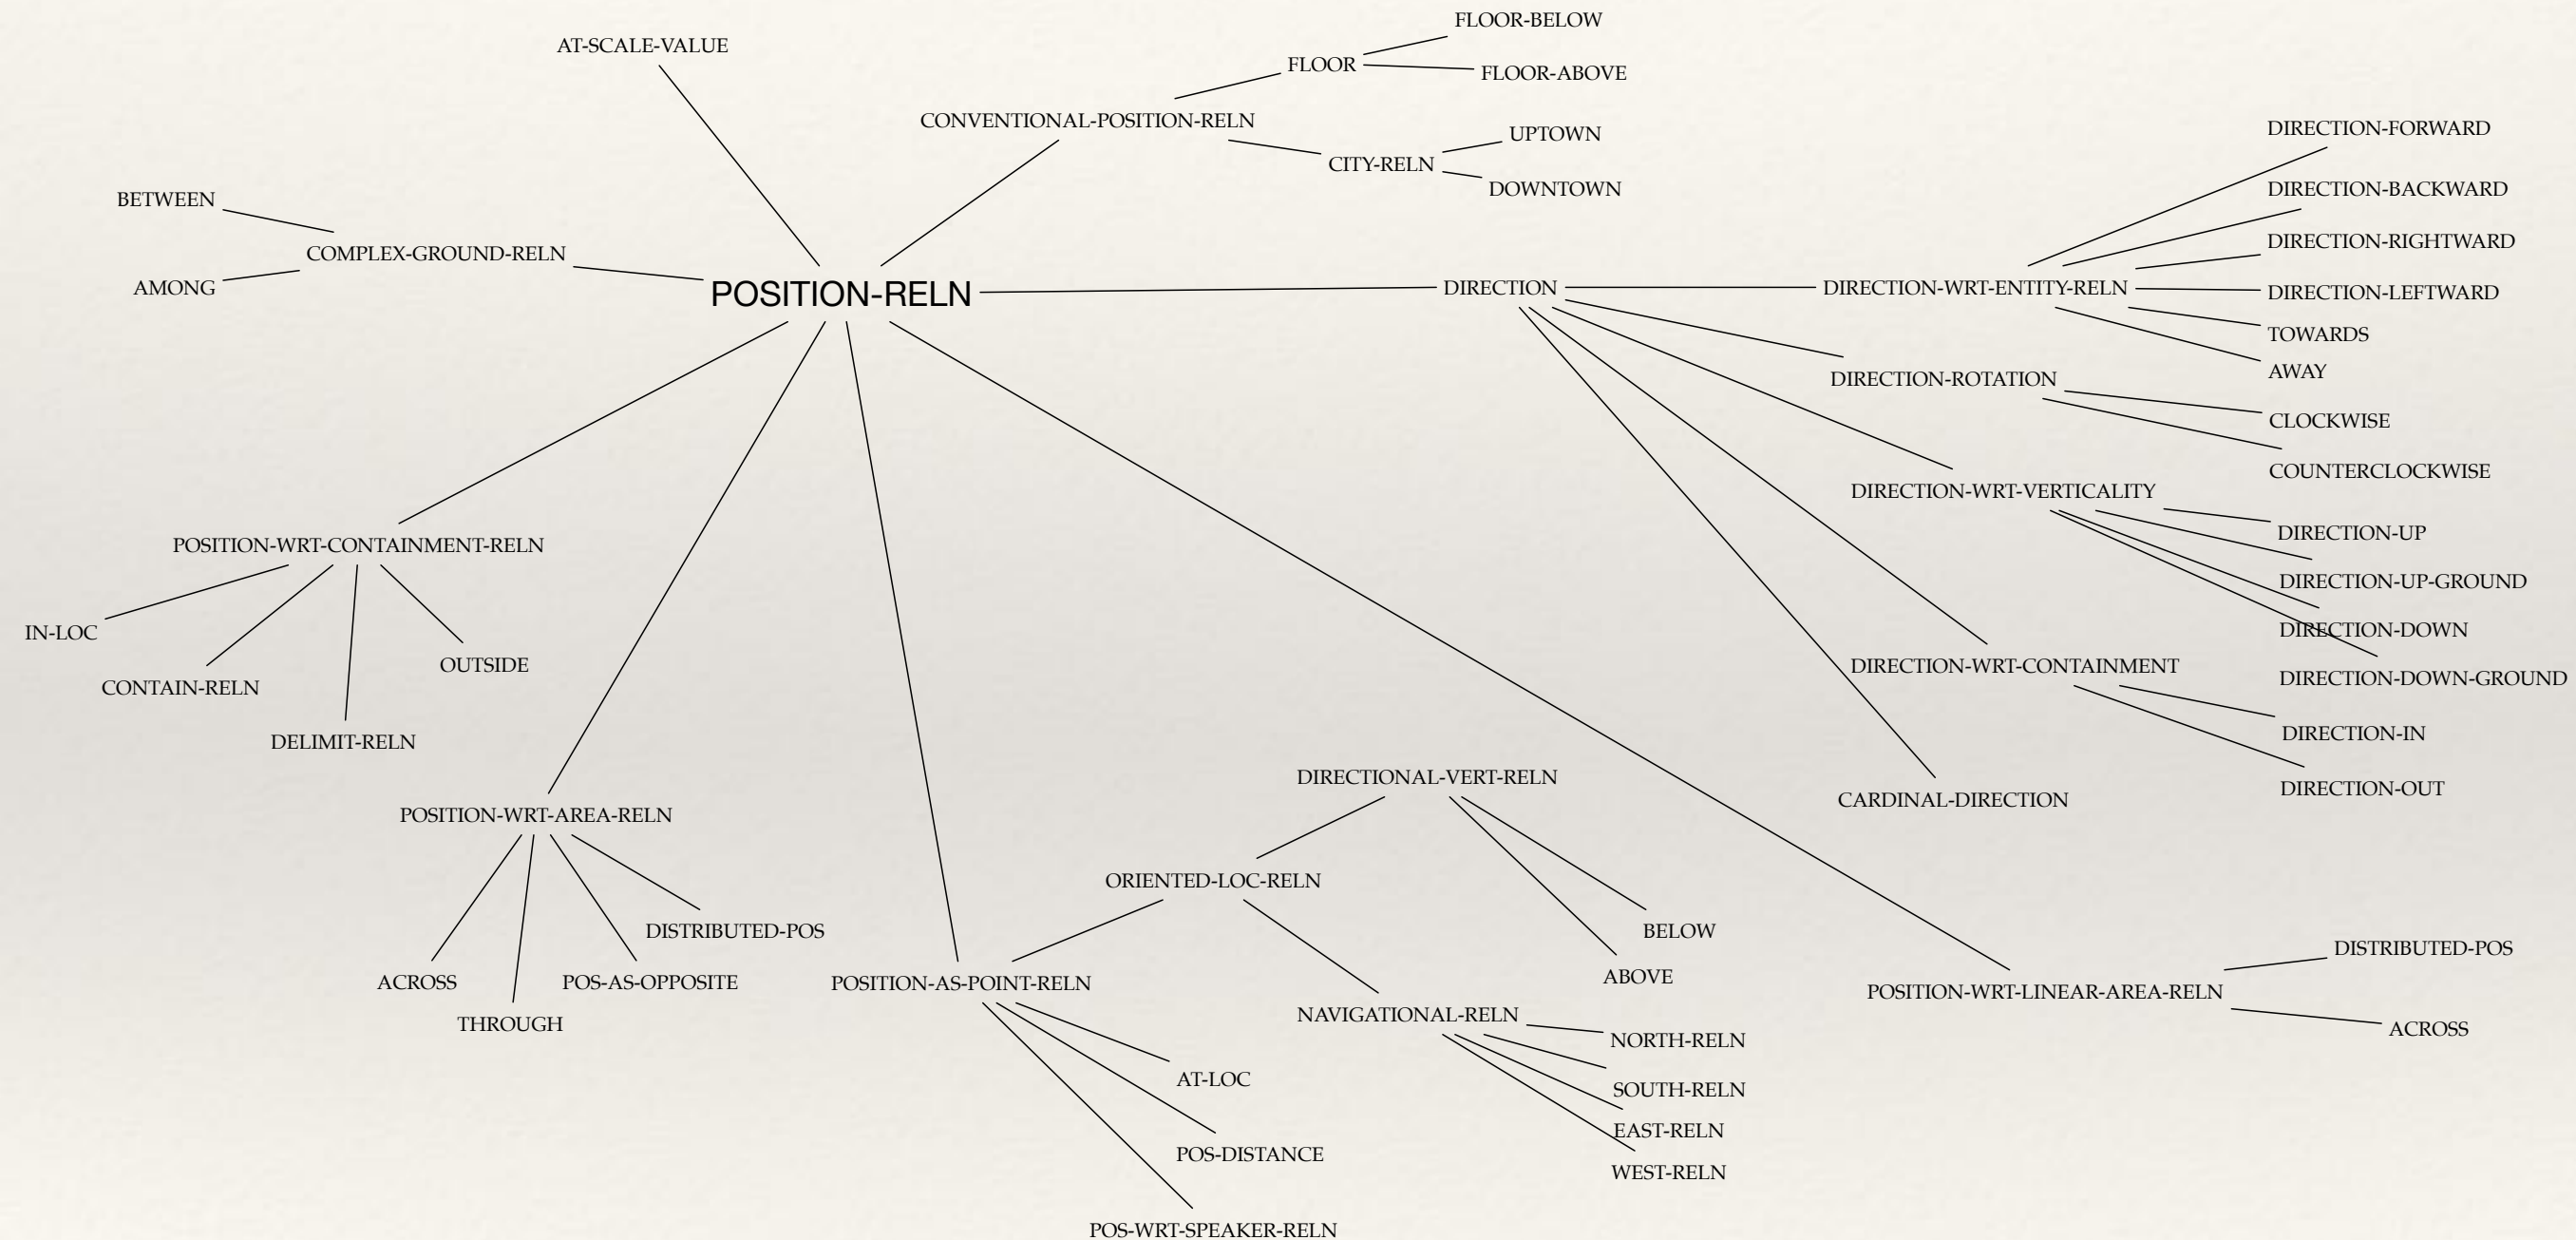 FLOOR-BELOW
AT-SCALE-VALUE
FLOOR
FLOOR-ABOVE
CONVENTIONAL-POSITION-RELN
UPTOWN
CITY-RELN
DOWNTOWN
DIRECTION-FORWARD
DIRECTION-BACKWARD
BETWEEN
COMPLEX-GROUND-RELN
AMONG
POSITION-RELN
DIRECTION
DIRECTION-WRT-ENTITY-RELN
DIRECTION-RIGHTWARD
DIRECTION-LEFTWARD
TOWARDS
AWAY
DIRECTION-ROTATION
CLOCKWISE
COUNTERCLOCKWISE
DIRECTION-WRT-VERTICALITY
DIRECTION-UP
DIRECTION-UP-GROUND
DIRECTION-DOWN
DIRECTION-DOWN-GROUND
POSITION-WRT-CONTAINMENT-RELN
IN-LOC
OUTSIDE
CONTAIN-RELN
DELIMIT-RELN
DIRECTION-WRT-CONTAINMENT
DIRECTION-IN
DIRECTION-OUT
CARDINAL-DIRECTION
DIRECTIONAL-VERT-RELN
POSITION-WRT-AREA-RELN
ORIENTED-LOC-RELN
DISTRIBUTED-POS
BELOW
ACROSS
POS-AS-OPPOSITE
POSITION-AS-POINT-RELN
ABOVE
THROUGH
NAVIGATIONAL-RELN
DISTRIBUTED-POS
POSITION-WRT-LINEAR-AREA-RELN
ACROSS
NORTH-RELN
AT-LOC
SOUTH-RELN
EAST-RELN
POS-DISTANCE
WEST-RELN
POS-WRT-SPEAKER-RELN